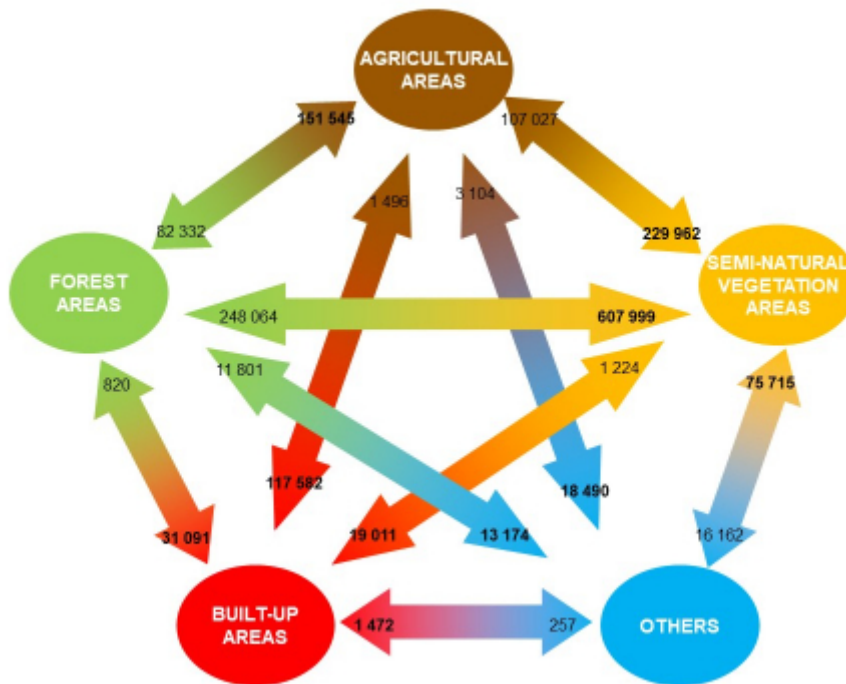 AGRICULTURAL
AREAS
151 545
107 027
1 496
3 104
82 332
229 962
FOREST
AREAS
SEMI-NATURAL
VEGETATION
AREAS
248 064
607 999
11 801
1 224
820
75 715
117 582
18 490
31 091
19 011
13 174
16 162
BUILT-UP
AREAS
1 472
257
OTHERS